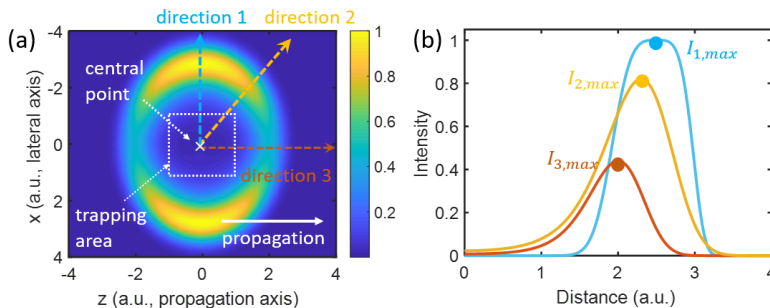 direction 1
direction 2
(a)
-4
-2
0
2
4
x (a.u., lateral axis)
central
point
direction 3
trapping
area
propagation
-4
-2
0
2
4
z (a.u., propagation axis)
1
0.8
0.6
0.4
0.2
(b)
1
0.8
0.6
0.4
0.2
0
Intensity
I1,max
I2,max
I3,max
0
1
2
3
4
Distance (a.u.)